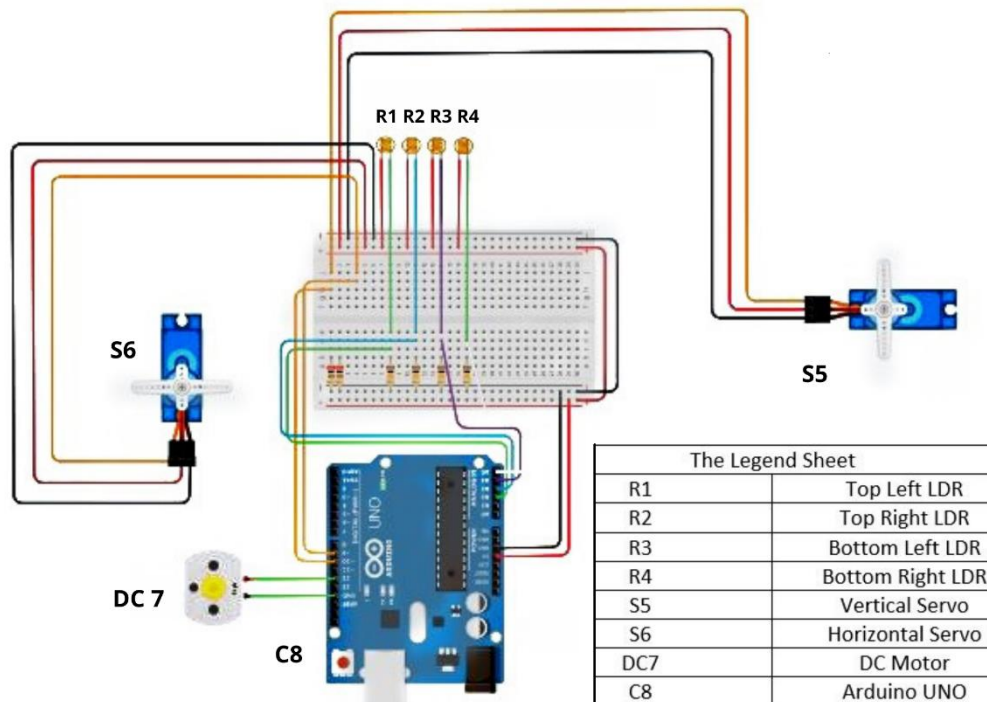 R1 R2 R3 R4
S6
S5
DC 7
C8
UNO
ARDUINO
The Legend Sheet
R1 Top Left LDR
R2 Top Right LDR
R3 Bottom Left LDR
R4 Bottom Right LDR
S5 Vertical Servo
S6 Horizontal Servo
DC7 DC Motor
C8 Arduino UNO